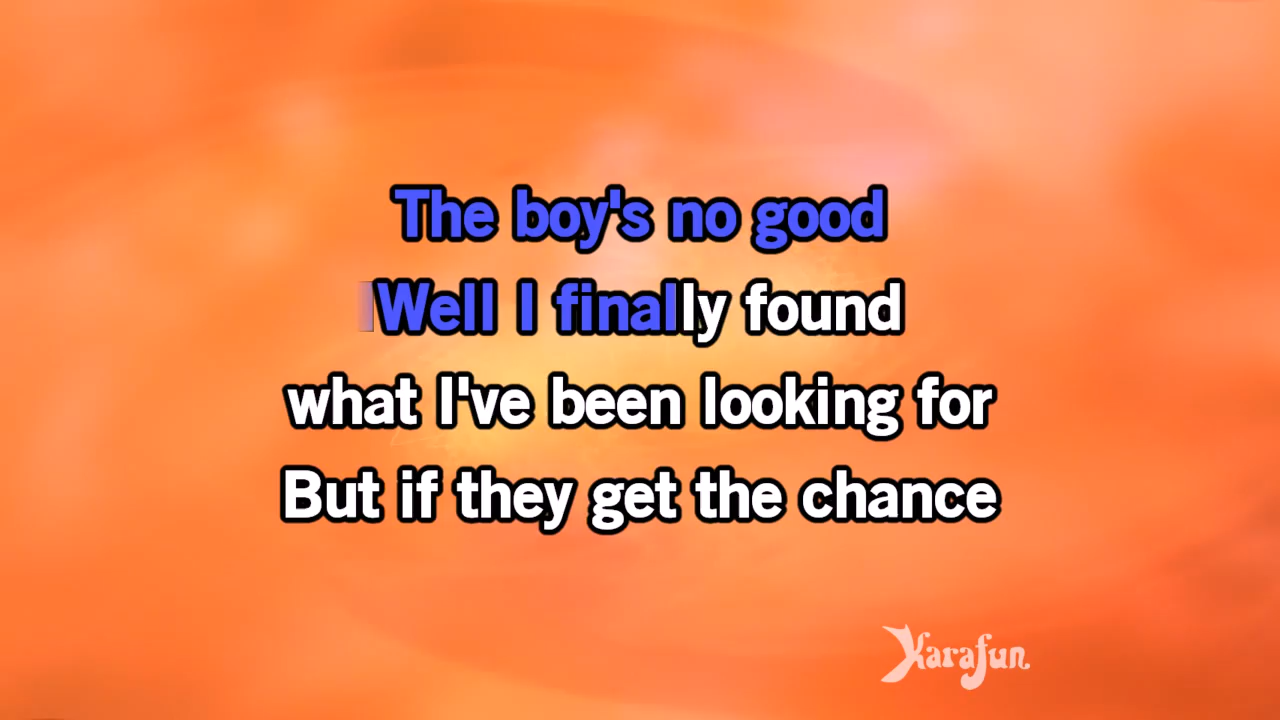 The boy's no good
Well I finally found
what I've been looking for
But if they get the chance
Karafun